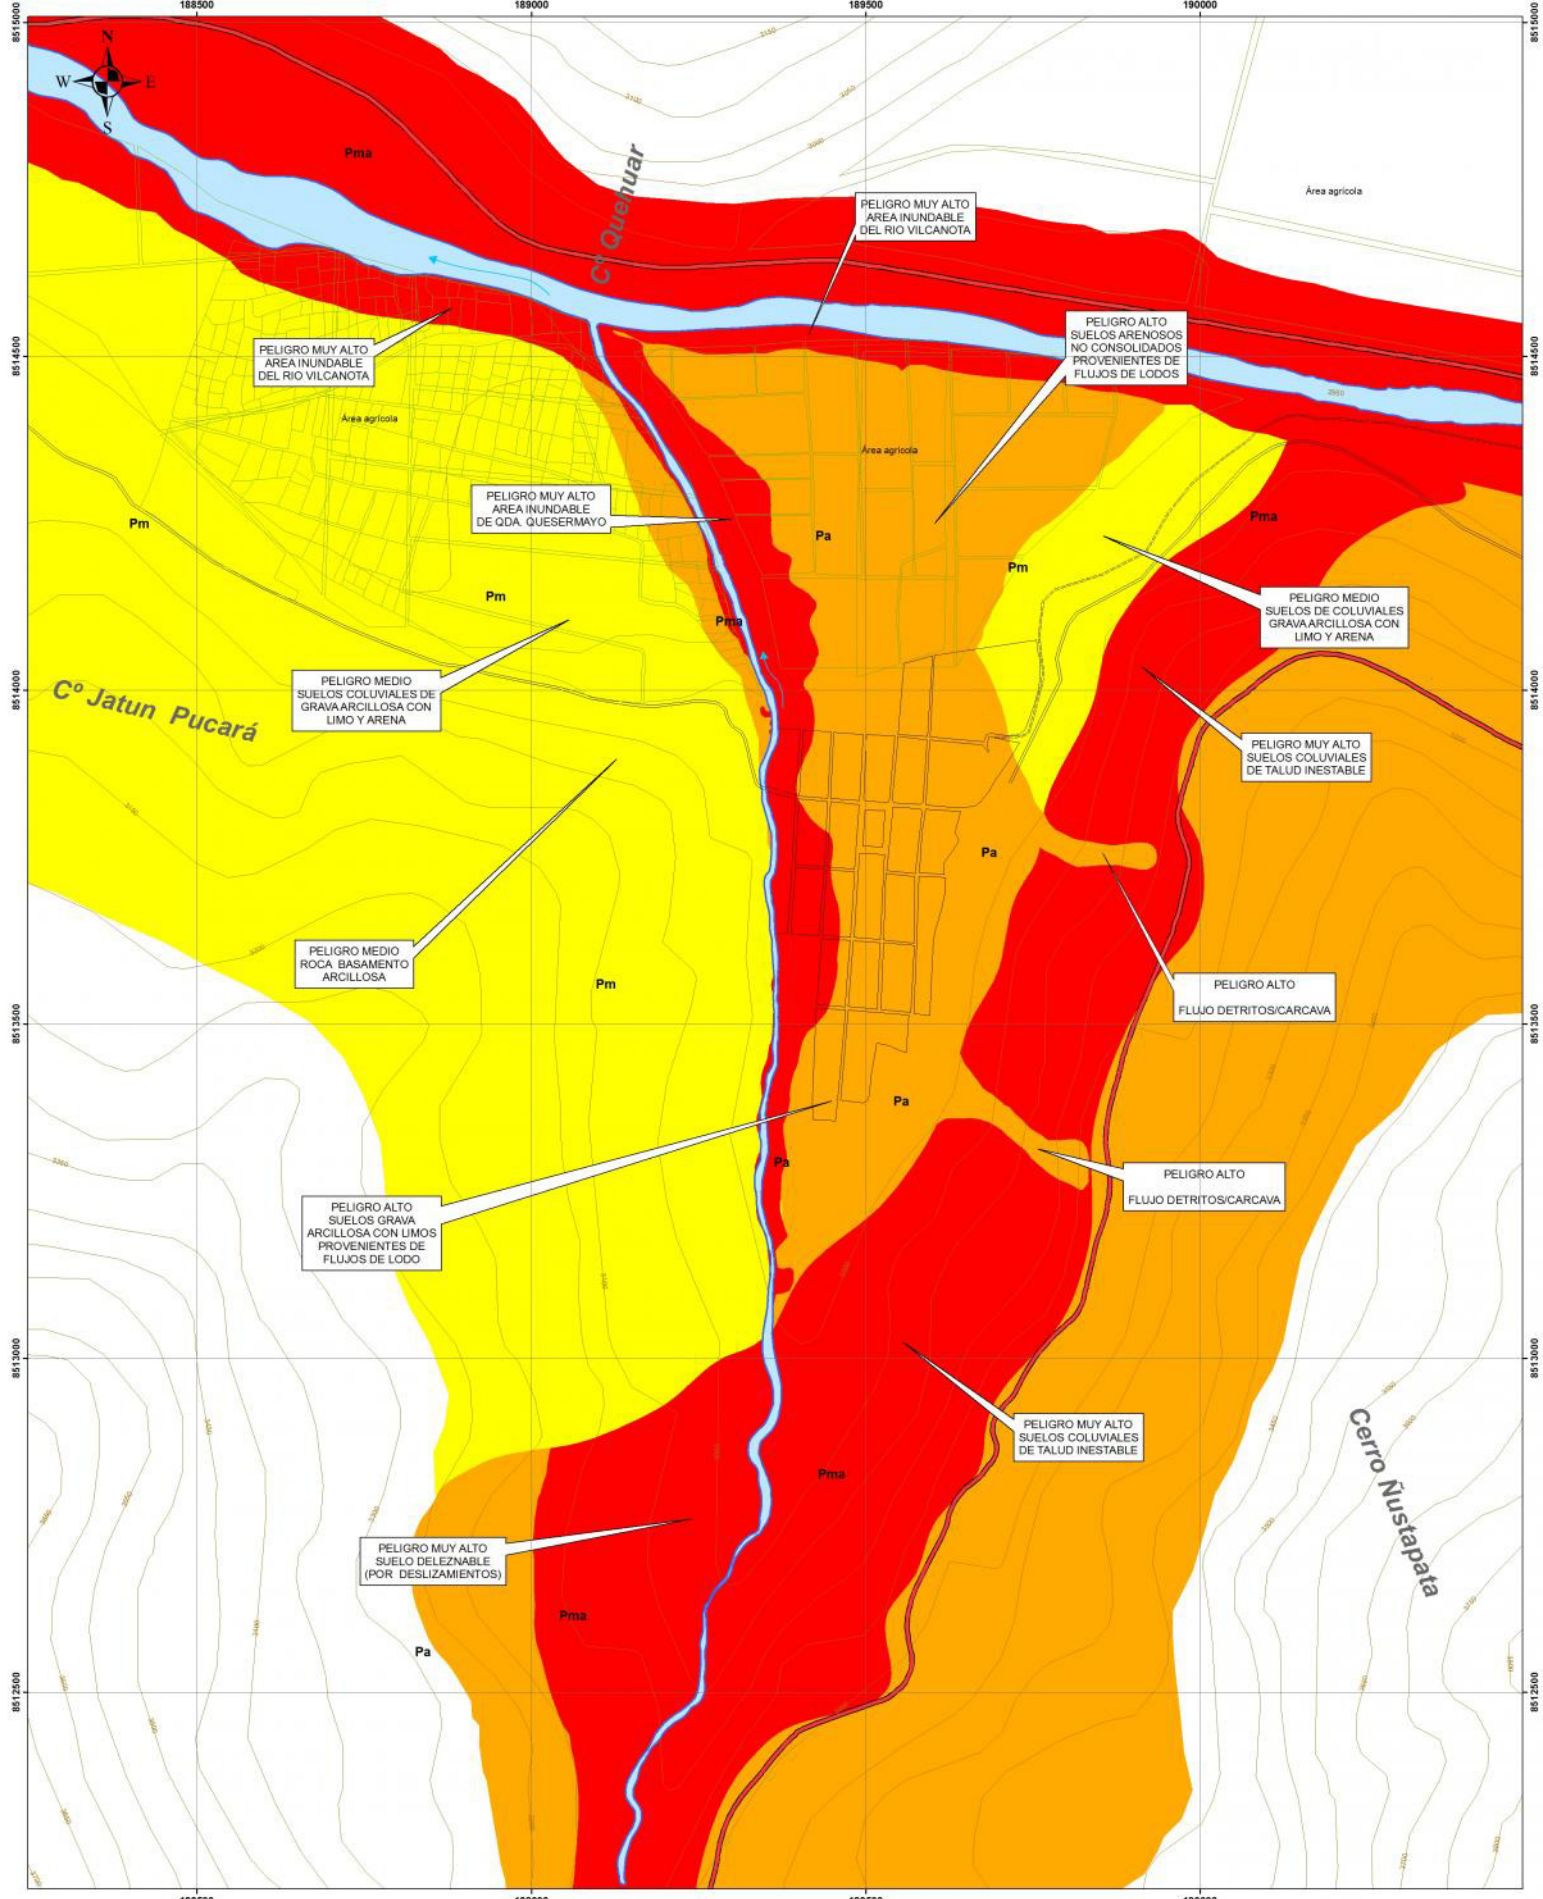 188500
189000
189500
190000
8515000
8515000
N
W
E
S
3150
3100
3050
3000
Pma
Cº Quenuar
Área agrícola
PELIGRO MUY ALTO
AREA INUNDABLE
DEL RIO VILCANOTA
PELIGRO ALTO
SUELOS ARENOSOS
NO CONSOLIDADOS
PROVENIENTES DE
FLUJOS DE LODOS
PELIGRO MUY ALTO
AREA INUNDABLE
DEL RIO VILCANOTA
8514500
8514500
2950
Área agrícola
Área agrícola
PELIGRO MUY ALTO
AREA INUNDABLE
DE QDA. QUESERMAYO
Pm
Pa
Pma
Pm
Pm
PELIGRO MEDIO
SUELOS DE COLUVIALES
GRAVA ARCILLOSA CON
LIMO Y ARENA
Pma
PELIGRO MEDIO
SUELOS COLUVIALES DE
GRAVA ARCILLOSA CON
LIMO Y ARENA
8514000
8514000
Cº Jatun Pucará
PELIGRO MUY ALTO
SUELOS COLUVIALES
DE TALUD INESTABLE
3150
Pa
PELIGRO MEDIO
ROCA BASAMENTO
ARCILLOSA
3200
Pm
PELIGRO ALTO
FLUJO DETRITOS/CARCAVA
8513500
8513500
Pa
Pa
PELIGRO ALTO
FLUJO DETRITOS/CARCAVA
PELIGRO ALTO
SUELOS GRAVA
ARCILLOSA CON LIMOS
PROVENIENTES DE
FLUJOS DE LODO
8513000
8513000
PELIGRO MUY ALTO
SUELOS COLUVIALES
DE TALUD INESTABLE
Cerro Ñustapata
Pma
PELIGRO MUY ALTO
SUELO DELEZNABLE
(POR DESLIZAMIENTOS)
Pma
Pa
8512500
8512500